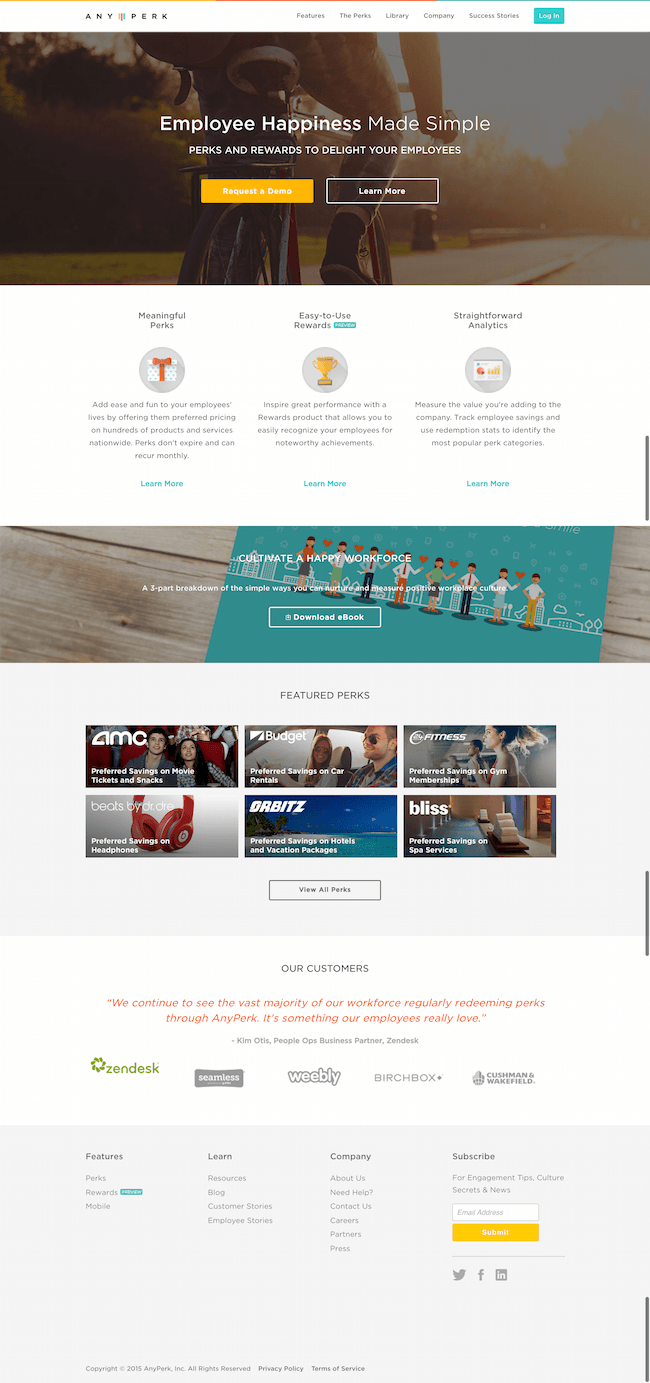 ANY PERK
Features The Perks Library Company Success Stories Log In
Employee Happiness Made Simple
PERKS AND REWARDS TO DELIGHT YOUR EMPLOYEES
Request a Demo Learn More
Meaningful
Perks
Add ease and fun to your employees'
lives by offering them preferred pricing
on hundreds of products and services
nationwide. Perks don't expire and can
recur monthly.
Learn More
Easy-to-Use
Rewards PREVIEW
Inspire great performance with a
Rewards product that allows you to
easily recognize your employees for
noteworthy achievements.
Learn More
Straightforward
Analytics
Measure the value you're adding to the
company. Track employee savings and
use redemption stats to identify the
most popular perk categories.
Learn More
Smile
CULTIVATE A HAPPY WORKFORCE
A 3-part breakdown of the simple ways you can nurture and measure positive workplace culture.
Download eBook
FEATURED PERKS
amc
Preferred Savings on Movie
Tickets and Snacks
Budget
Preferred Savings on Car
Rentals
24 FITNESS
Preferred Savings on Gym
Memberships
beats by dr. dre
Preferred Savings on
Headphones
ORBITZ
Preferred Savings on Hotels
and Vacation Packages
bliss
Preferred Savings on
Spa Services
View All Perks
OUR CUSTOMERS
“We continue to see the vast majority of our workforce regularly redeeming perks
through AnyPerk. It's something our employees really love.”
- Kim Otis, People Ops Business Partner, Zendesk
zendesk
seamless
weebly
BIRCHBOX
CUSHMAN &
WAKEFIELD
Features
Perks
Rewards PREVIEW
Mobile
Learn
Resources
Blog
Customer Stories
Employee Stories
Company
About Us
Need Help?
Contact Us
Careers
Partners
Press
Subscribe
For Engagement Tips, Culture
Secrets & News
Email Address
Submit
Copyright © 2015 AnyPerk, Inc. All Rights Reserved Privacy Policy Terms of Service